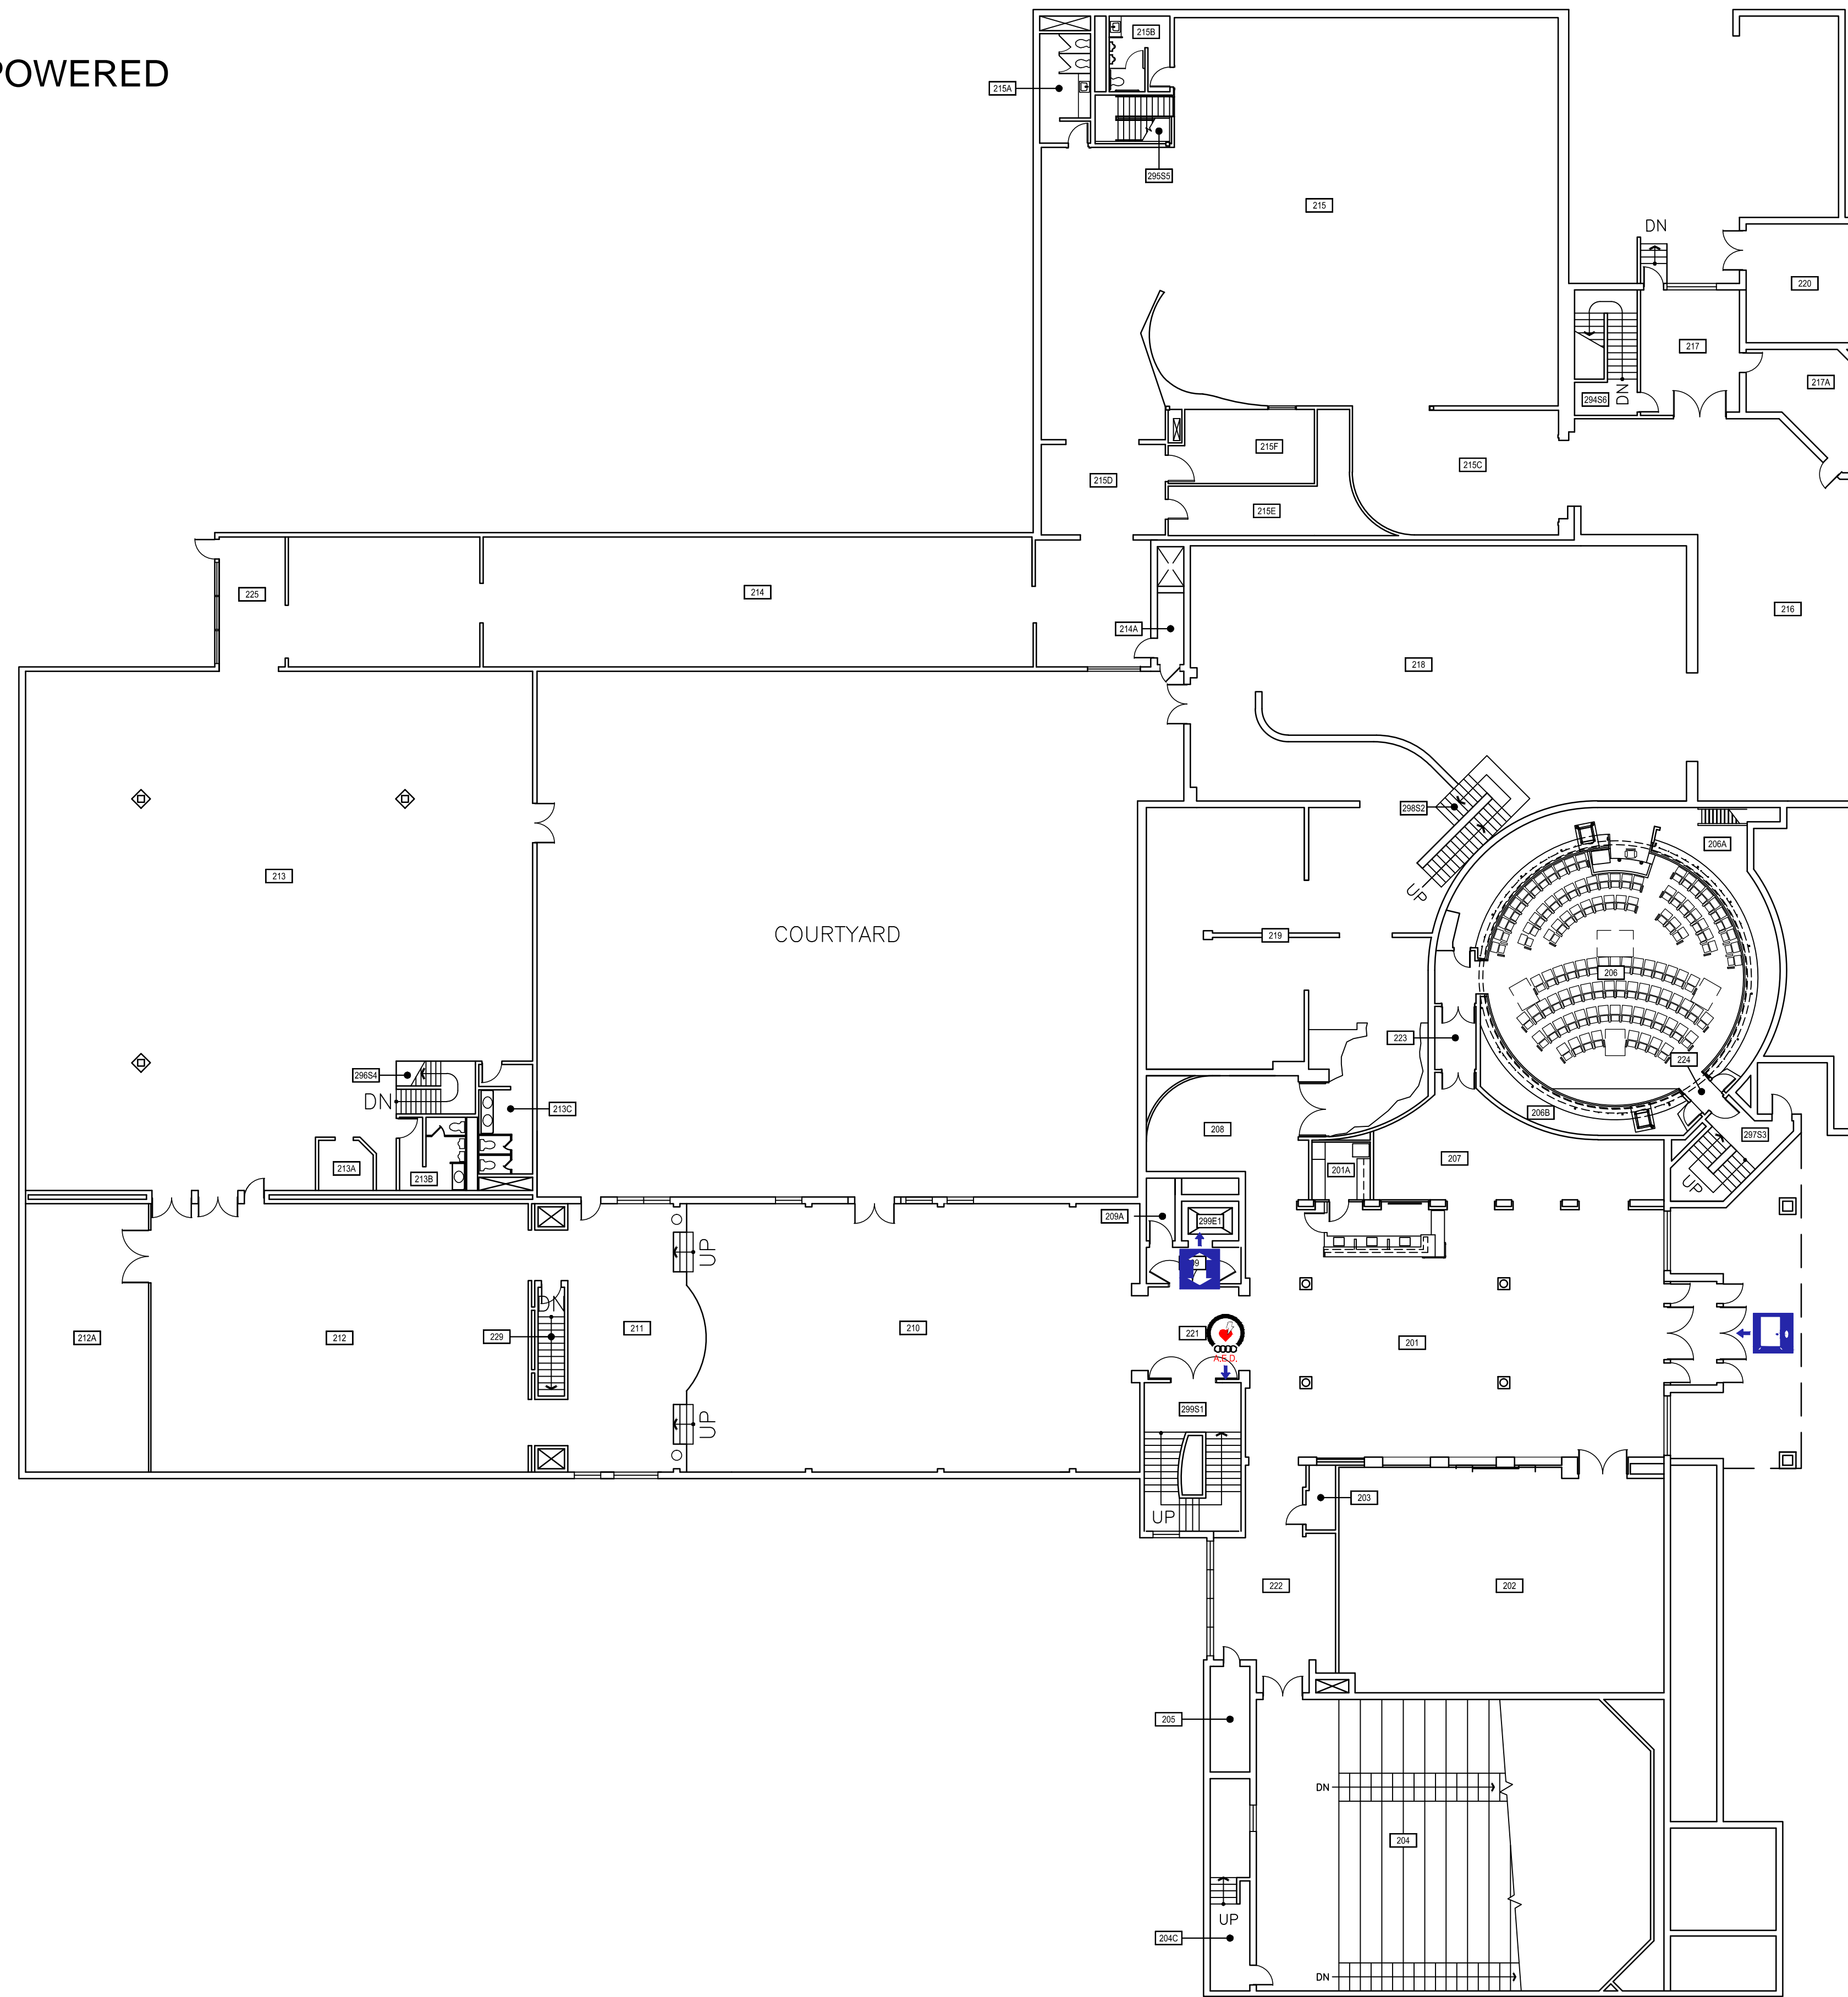 POWERED
215B
215A
295S5
215
DN
220
217
217A
294S6
DN
215F
215C
215D
215E
225
214
216
214A
218
298S2
206A
UP
213
COURTYARD
219
206
223
224
296S4
DN
213C
206B
208
297S3
207
201A
213A
213B
UP
209A
299E1
UP
DN
211
210
221
201
212A
212
229
A.E.D.
UP
299S1
203
UP
222
202
205
DN
204
UP
204C
DN